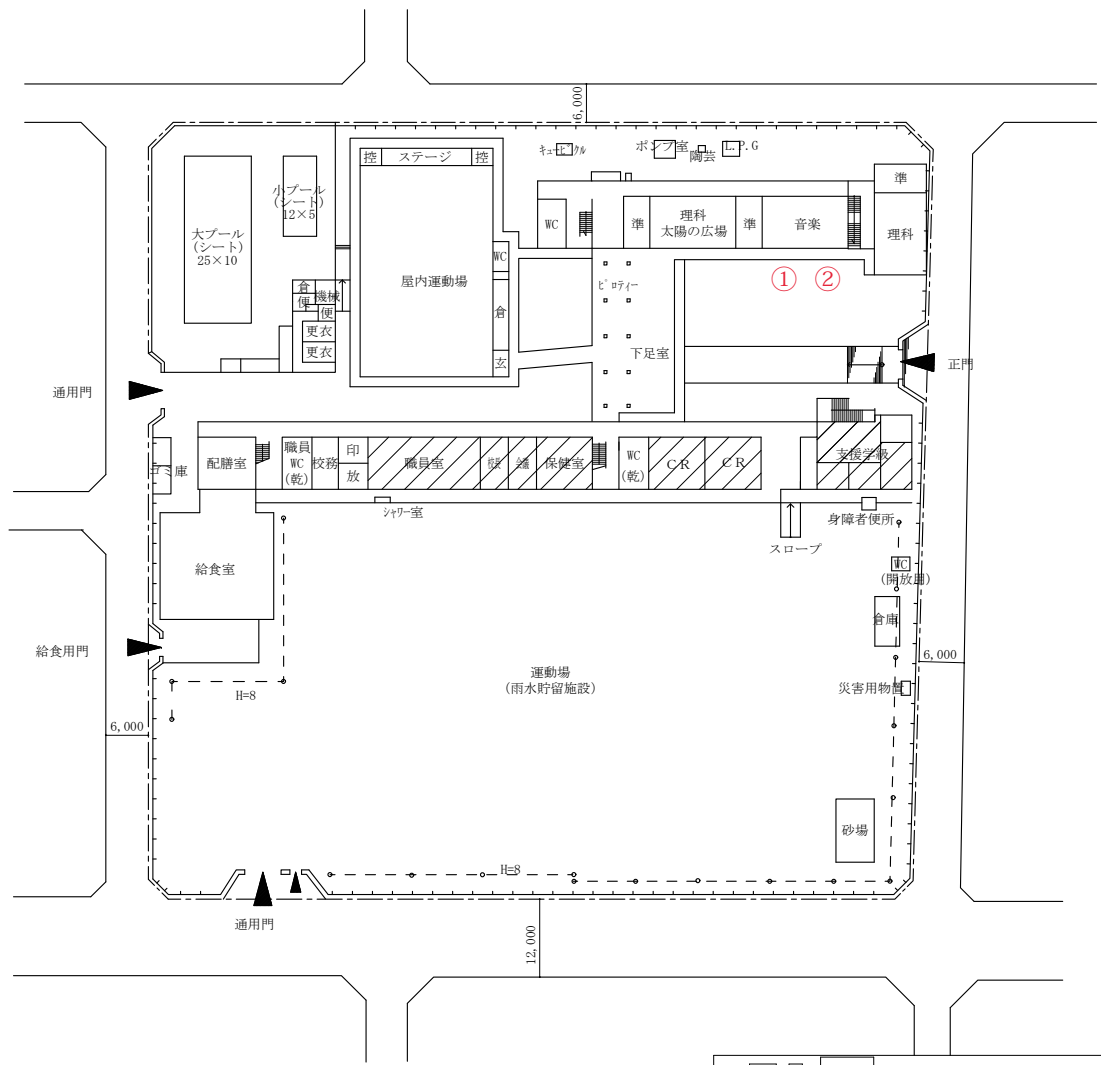 6,000
キュービクル
ポンプ室
陶芸
L.P.G
控
ステージ
控
準
小プール
(シート)
12×5
大プール
(シート)
25×10
WC
準
理科
太陽の広場
準
音楽
理科
WC
屋内運動場
ピロティー
① ②
倉
機械
便
便
更衣
更衣
倉
玄
下足室
正門
通用門
ゴミ庫
配膳室
職員
WC
(乾)
校務
印
放
職員室
校長
会議
保健室
WC
(乾)
CR
CR
支援学級
シャワー室
身障者便所
スロープ
給食室
WC
(開放用)
倉庫
給食用門
6,000
運動場
(雨水貯留施設)
災害用物置
H=8
6,000
砂場
H=8
通用門
12,000